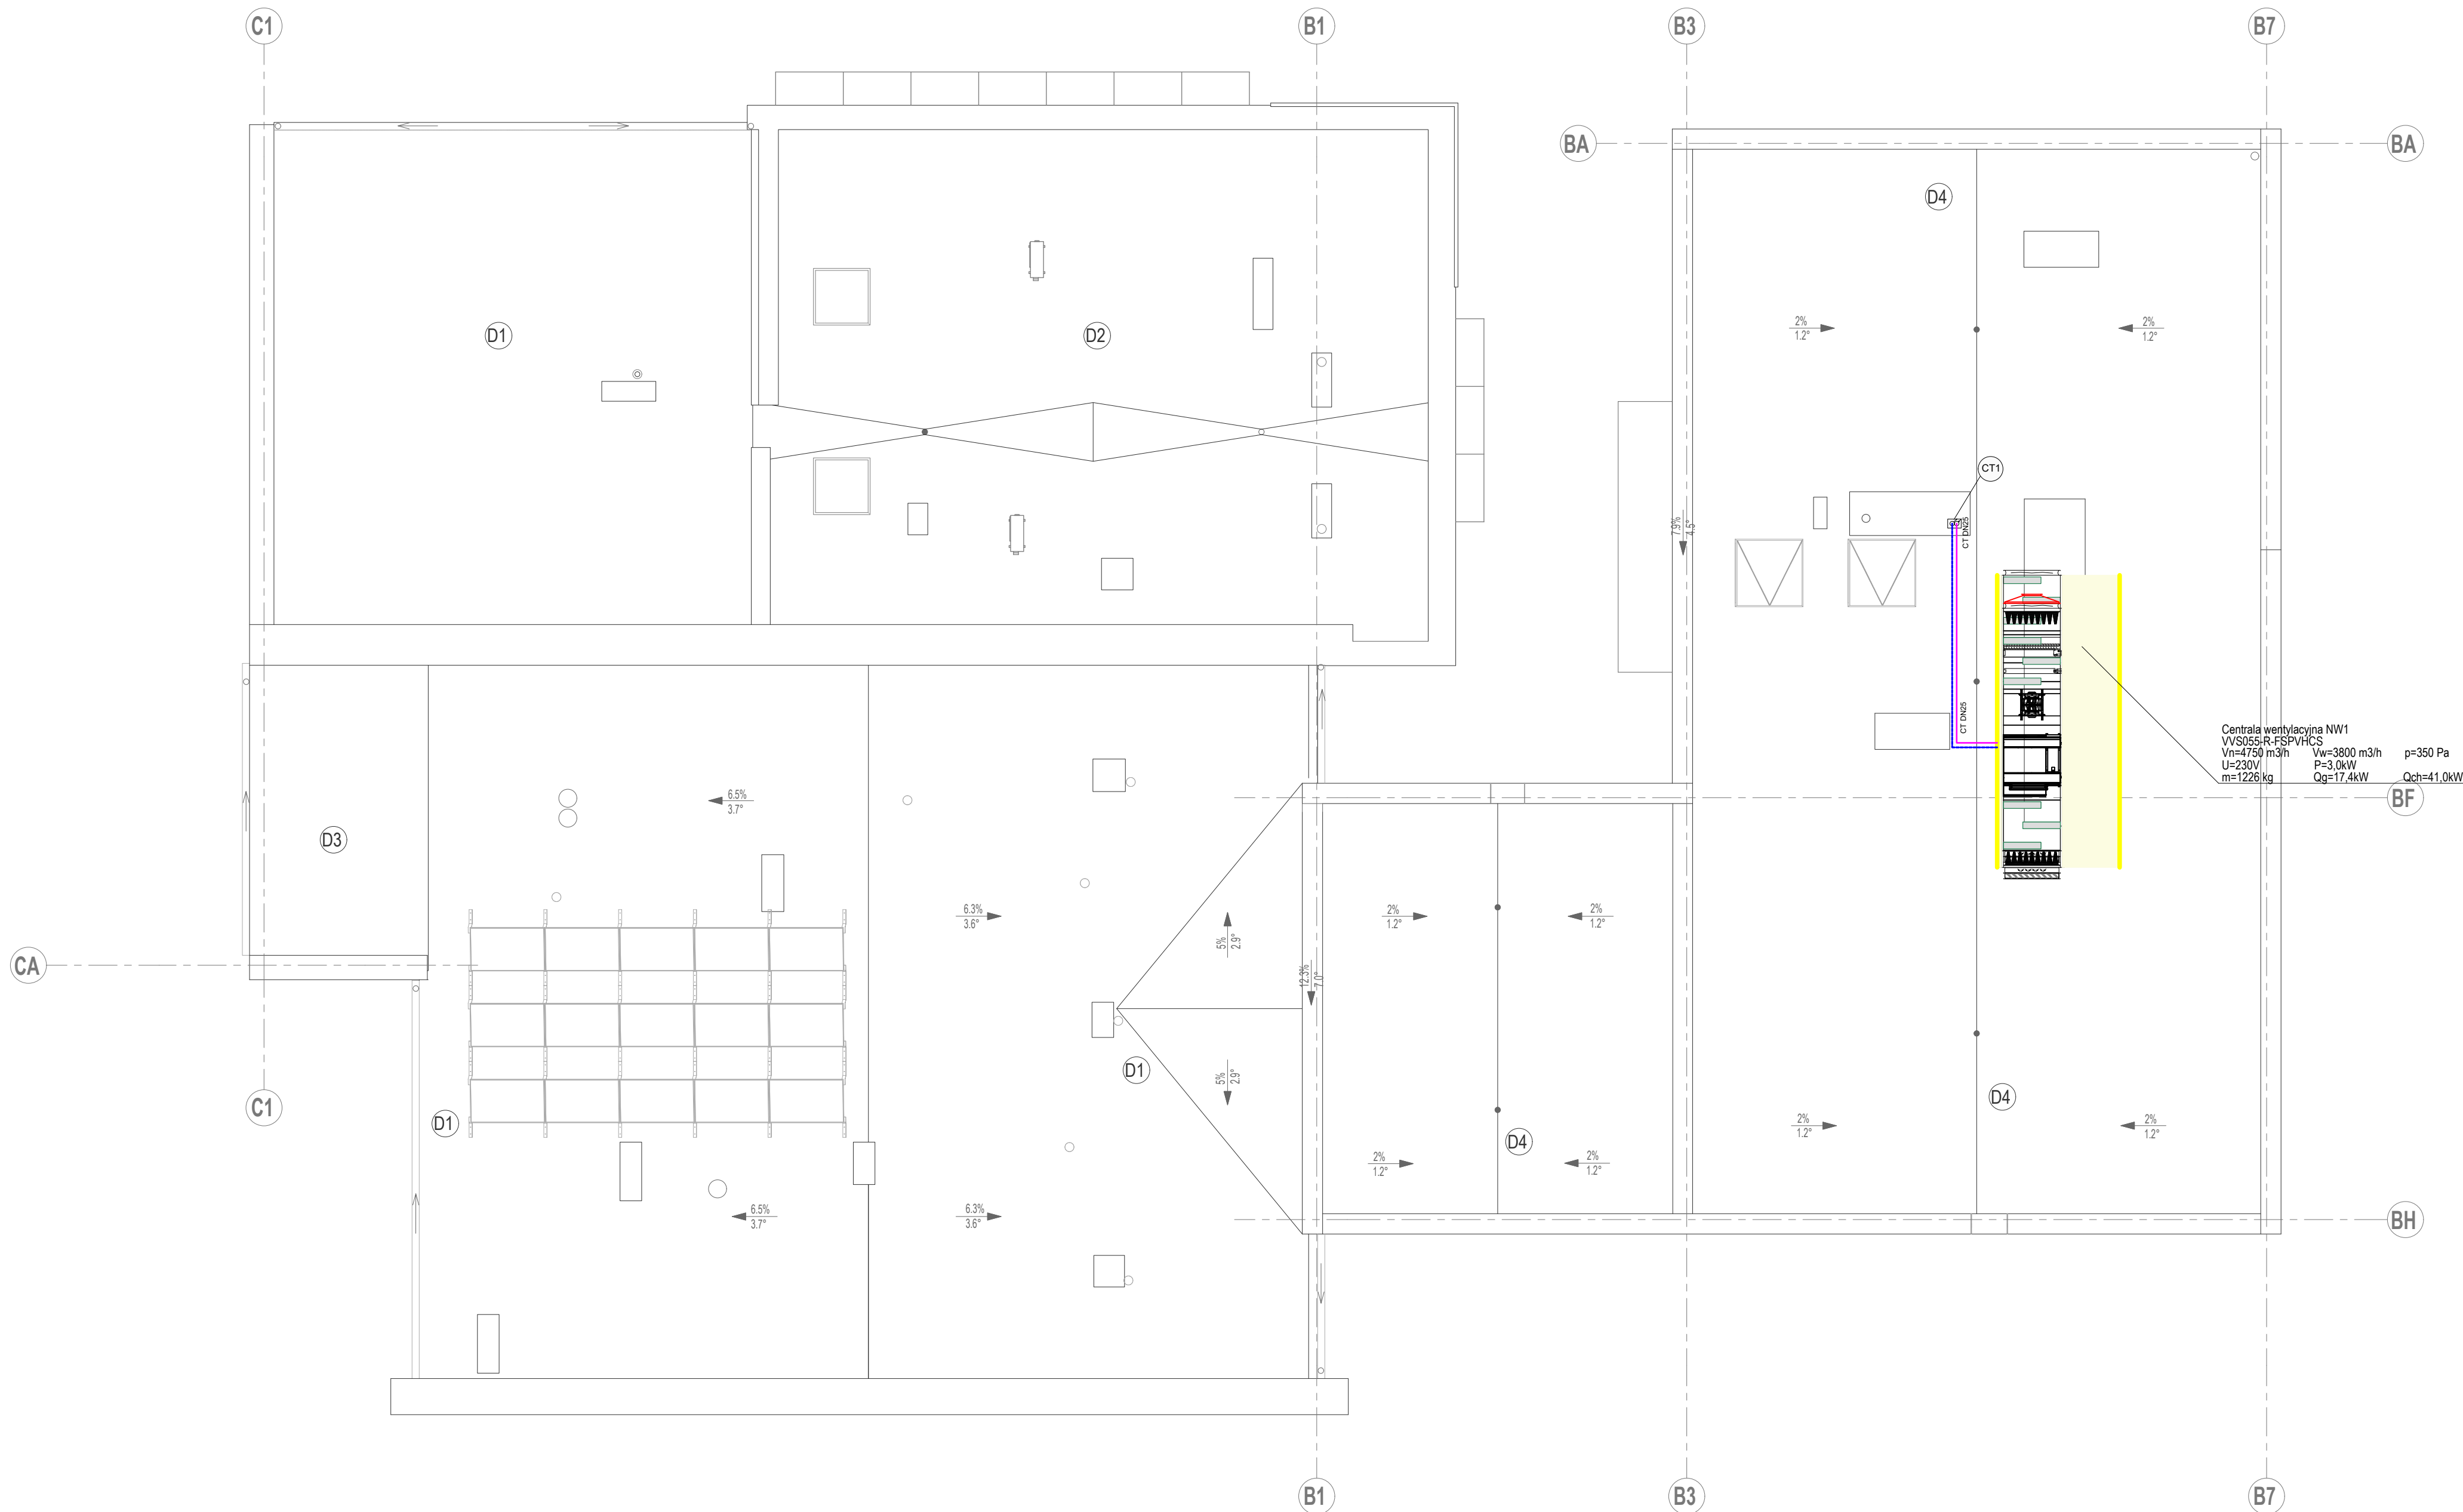 C1
B1
B3
B7
BA
BA
D4
D1
D2
2%
1.2°
2%
1.2°
CT1
7.9%
4.5°
CT DN25
CT DN25
Centrala wentylacyjna NW1
VVS055-R-FSPVHCS
Vn=4750 m3/h Vw=3800 m3/h p=350 Pa
U=230V P=3,0kW
m=1226 kg Qg=17,4kW Qch=41,0kW
BF
6.5%
3.7°
D3
6.3%
3.6°
5%
2.9°
2%
1.2°
2%
1.2°
CA
12.3%
7.0°
D1
5%
2.9°
C1
D1
D4
2%
1.2°
2%
1.2°
D4
2%
1.2°
2%
1.2°
6.5%
3.7°
6.3%
3.6°
BH
B1
B3
B7